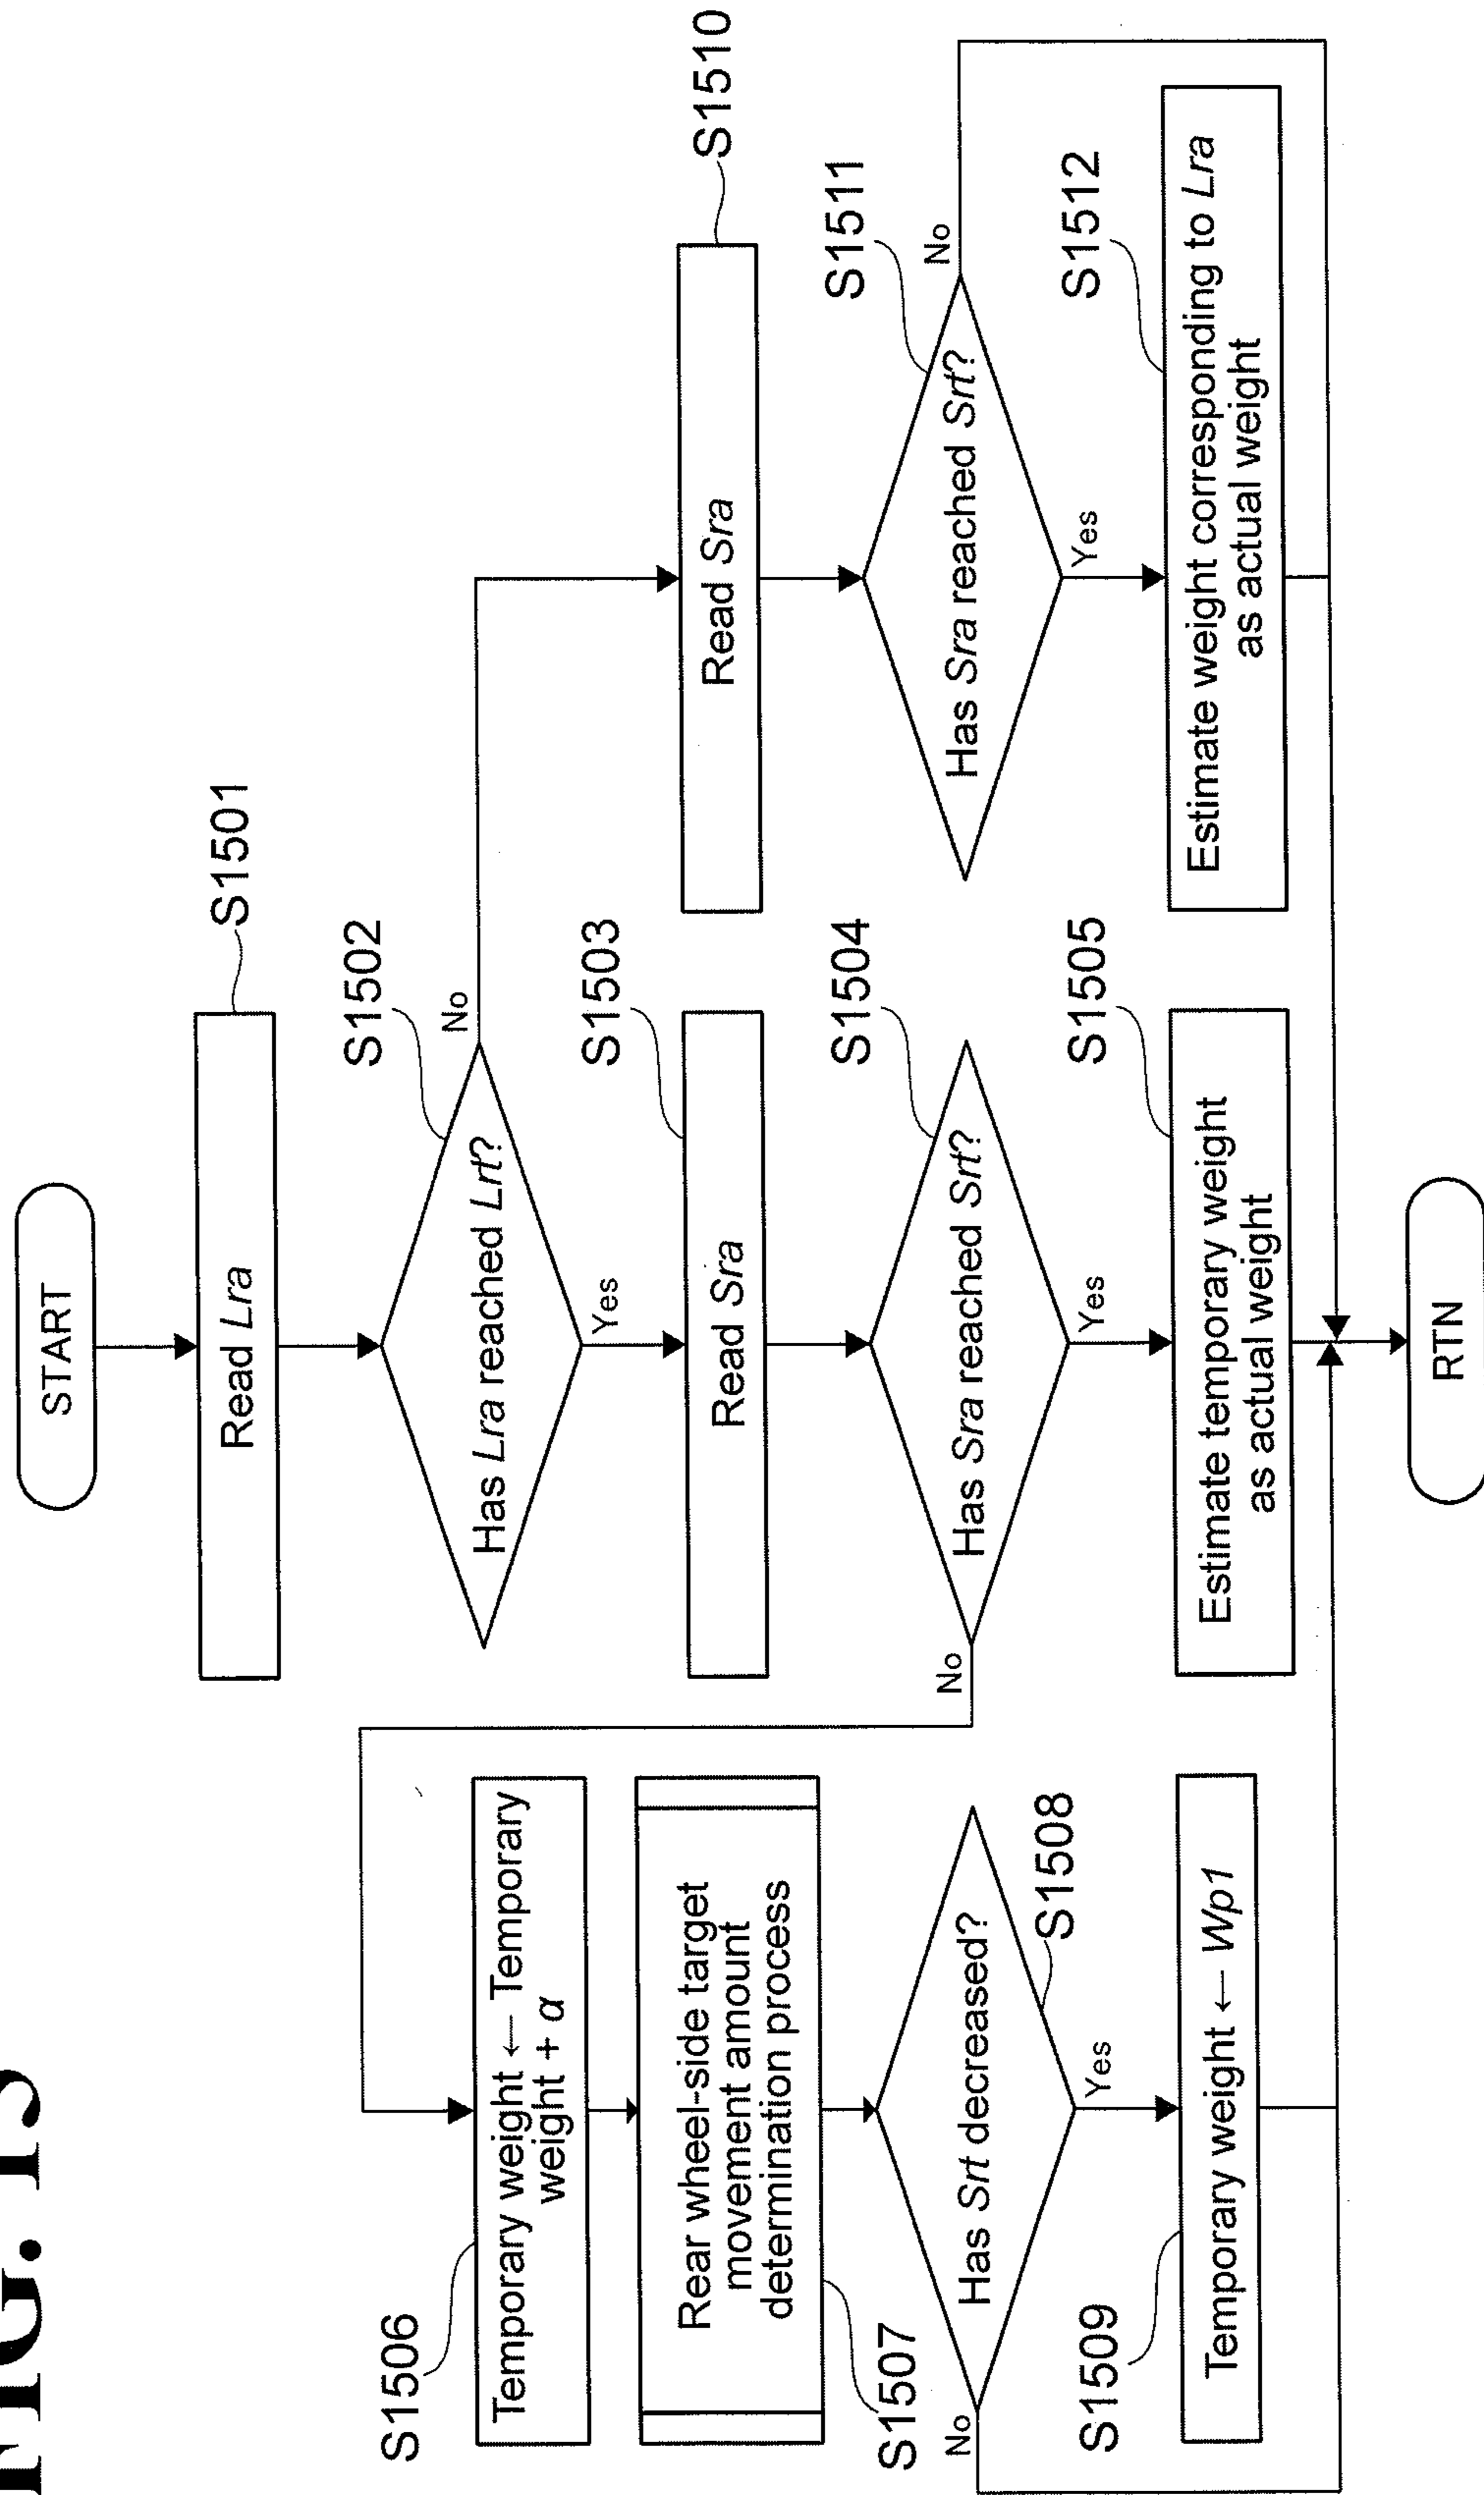 FIG. 15
START
Read Lra
S1501
Has Lra reached Lrt?
S1502
No
Yes
Read Sra
S1503
Has Sra reached Srt?
S1504
No
Yes
Estimate temporary weight
as actual weight
S1505
Temporary weight ← Temporary
weight + α
S1506
Rear wheel-side target
movement amount
determination process
S1507
Has Srt decreased?
S1508
No
Yes
Temporary weight ← Wp1
S1509
Read Sra
S1510
Has Sra reached Srt?
S1511
No
Yes
Estimate weight corresponding to Lra
as actual weight
S1512
RTN